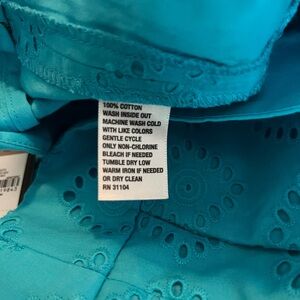 100% COTTON
WASH INSIDE OUT
MACHINE WASH COLD
WITH LIKE COLORS
GENTLE CYCLE
ONLY NON-CHLORINE
BLEACH IF NEEDED
TUMBLE DRY LOW
WARM IRON IF NEEDED
OR DRY CLEAN
RN 31104